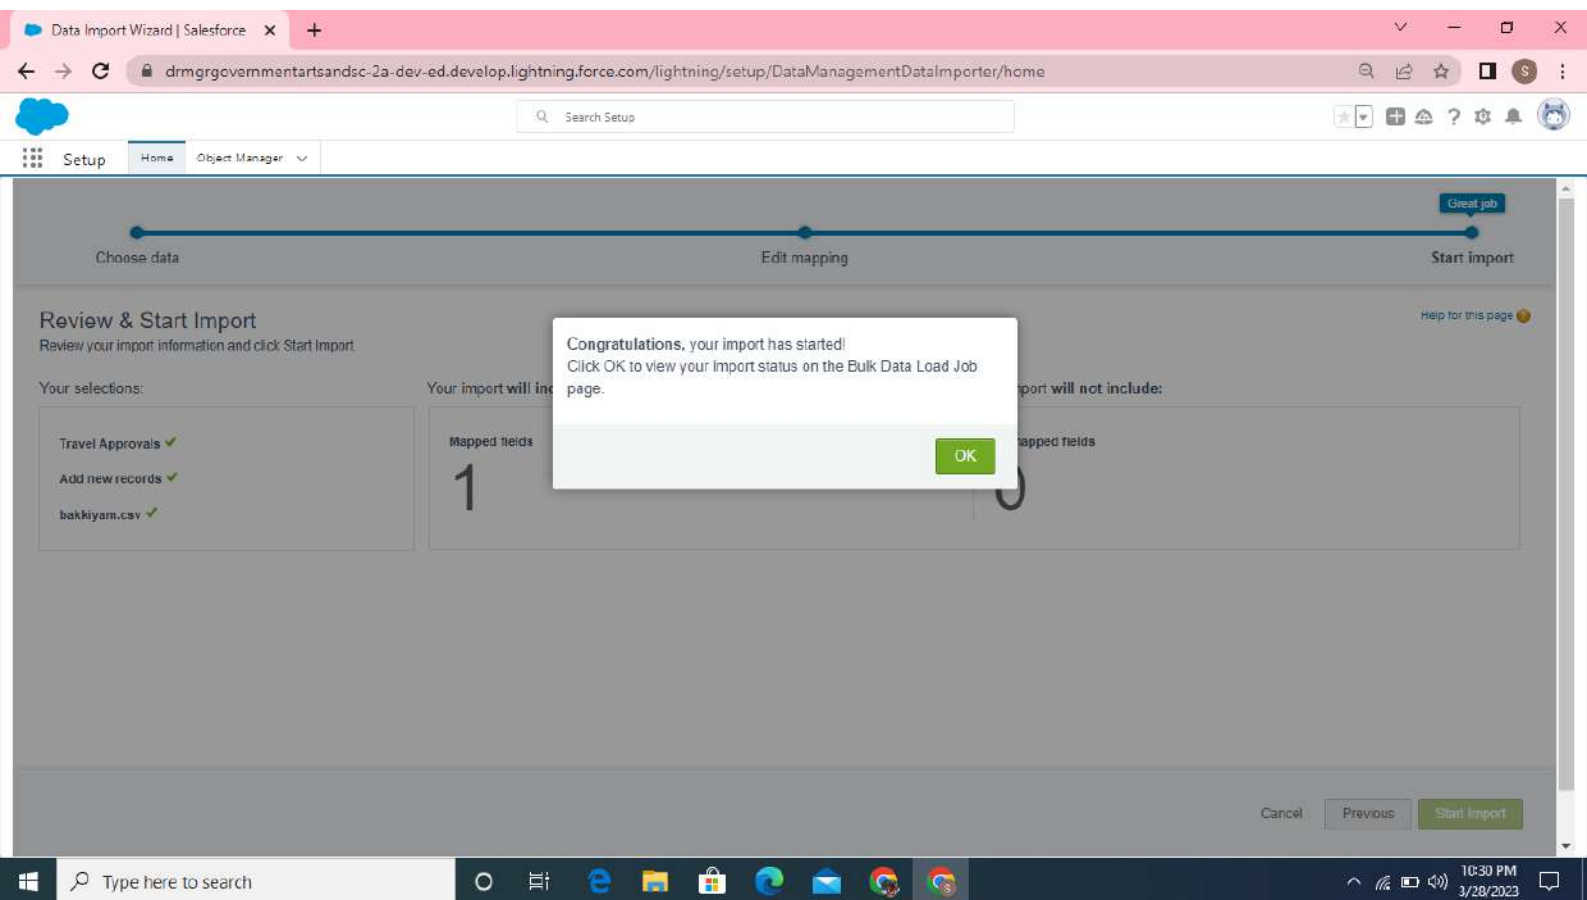 Data Import Wizard | Salesforce
drmgrgovernmentartsandsc-2a-dev-ed.develop.lightning.force.com/lightning/setup/DataManagementDataImporter/home
S
Search Setup
Setup
Home
Object Manager
Great job
Choose data
Edit mapping
Start import
Review & Start Import
Help for this page
Review your import information and click Start Import
Congratulations, your import has started!
Click OK to view your import status on the Bulk Data Load Job
page.
OK
Your selections:
Your import will inc
port will not include:
Travel Approvals
Add new records
bakkiyam.csv
Mapped fields
1
apped fields
0
Cancel
Previous
Start Import
Type here to search
10:30 PM
3/28/2023